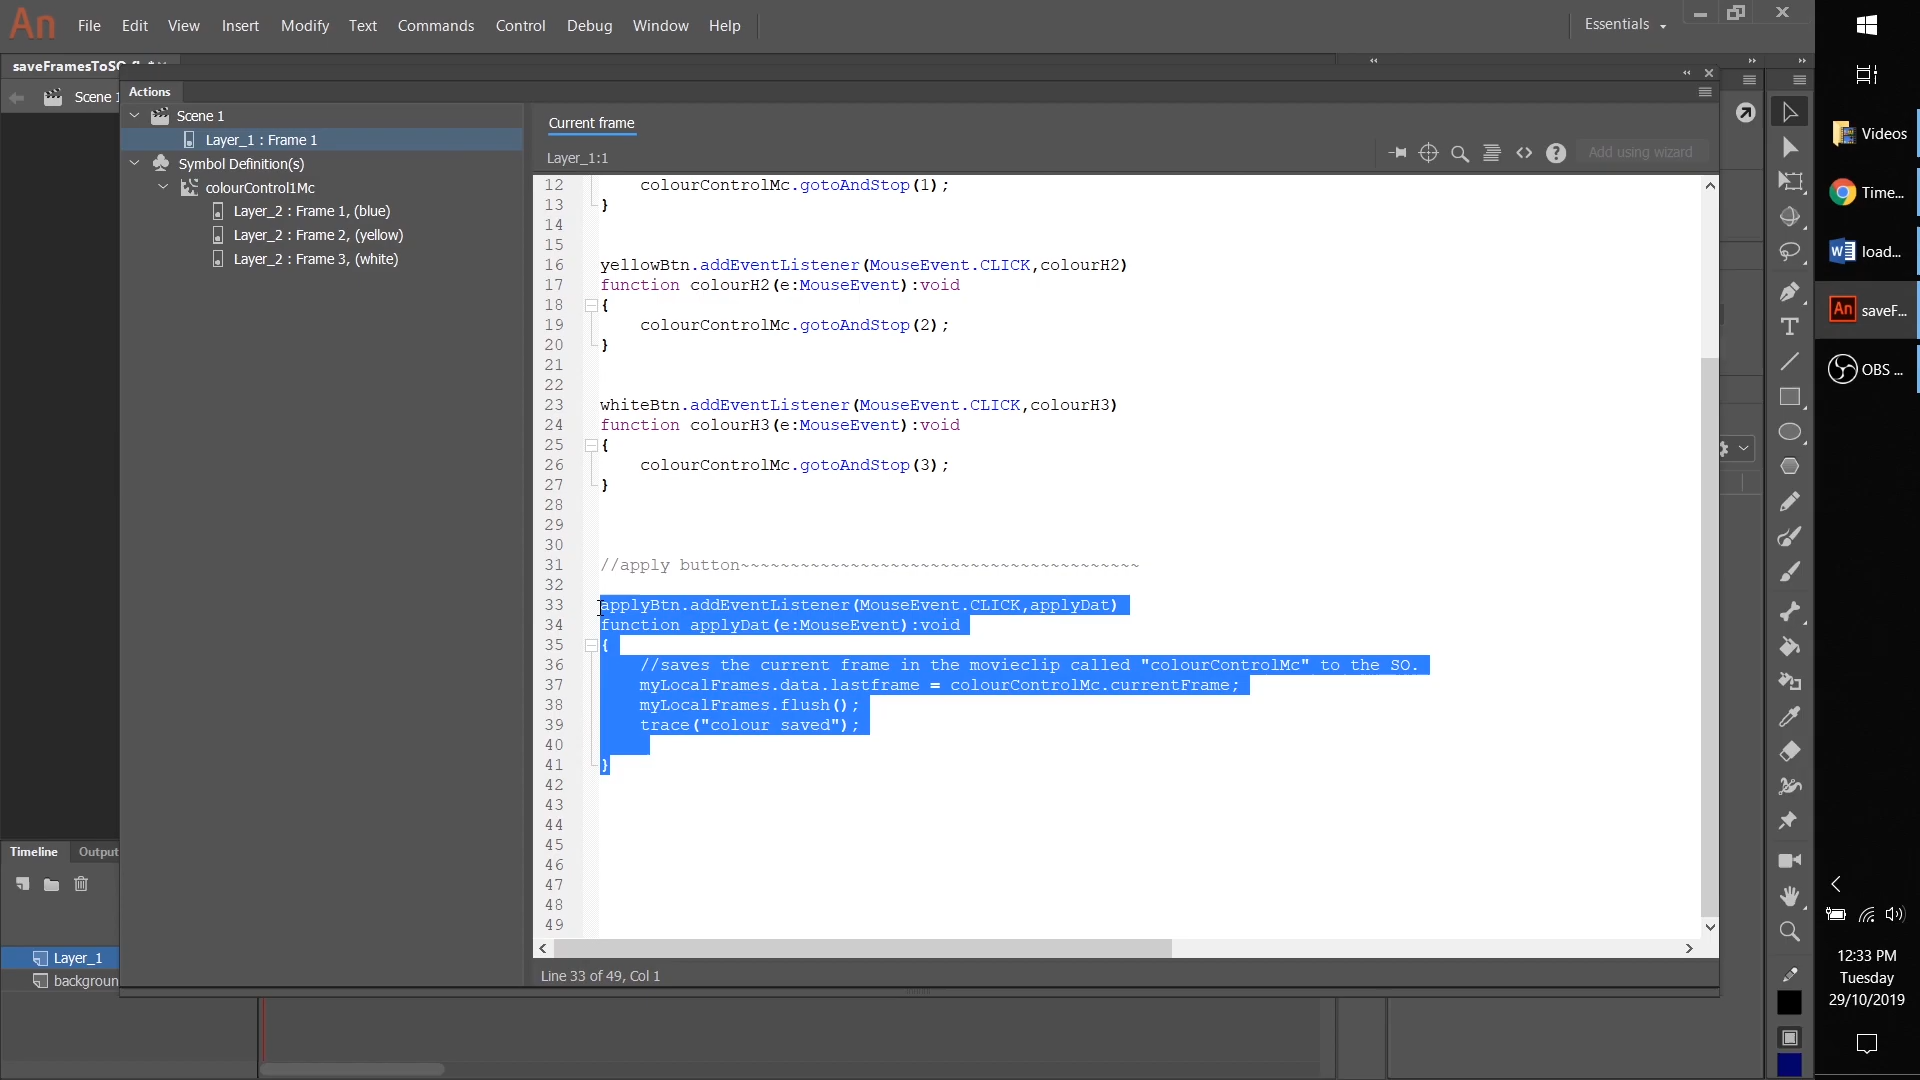 An File Edit View Insert Modify Text Commands Control Debug Window Help Essentials
saveFramesToSO
Scene 1
Actions
Scene 1
Layer_1 : Frame 1
Symbol Definition(s)
colourControl1Mc
Layer_2 : Frame 1, (blue)
Layer_2 : Frame 2, (yellow)
Layer_2 : Frame 3, (white)
Current frame
Layer_1:1
Add using wizard
12 colourControlMc.gotoAndStop(1);
13 }
14
15
16 yellowBtn.addEventListener(MouseEvent.CLICK,colourH2)
17 function colourH2(e:MouseEvent):void
18 {
19 colourControlMc.gotoAndStop(2);
20 }
21
22
23 whiteBtn.addEventListener(MouseEvent.CLICK,colourH3)
24 function colourH3(e:MouseEvent):void
25 {
26 colourControlMc.gotoAndStop(3);
27 }
28
29
30
31 //apply button~~~~~~~~~~~~~~~~~~~~~~~~~~~~~~~~~~~~~~~~
32
33 applyBtn.addEventListener(MouseEvent.CLICK,applyDat)
34 function applyDat(e:MouseEvent):void
35 {
36 //saves the current frame in the movieclip called "colourControlMc" to the SO.
37 myLocalFrames.data.lastframe = colourControlMc.currentFrame;
38 myLocalFrames.flush();
39 trace("colour saved");
40
41 }
42
43
44
45
46
47
48
49
Line 33 of 49, Col 1
Timeline Output
Layer_1
backgroun
Videos
Time...
load...
An saveF...
OBS ...
12:33 PM
Tuesday
29/10/2019